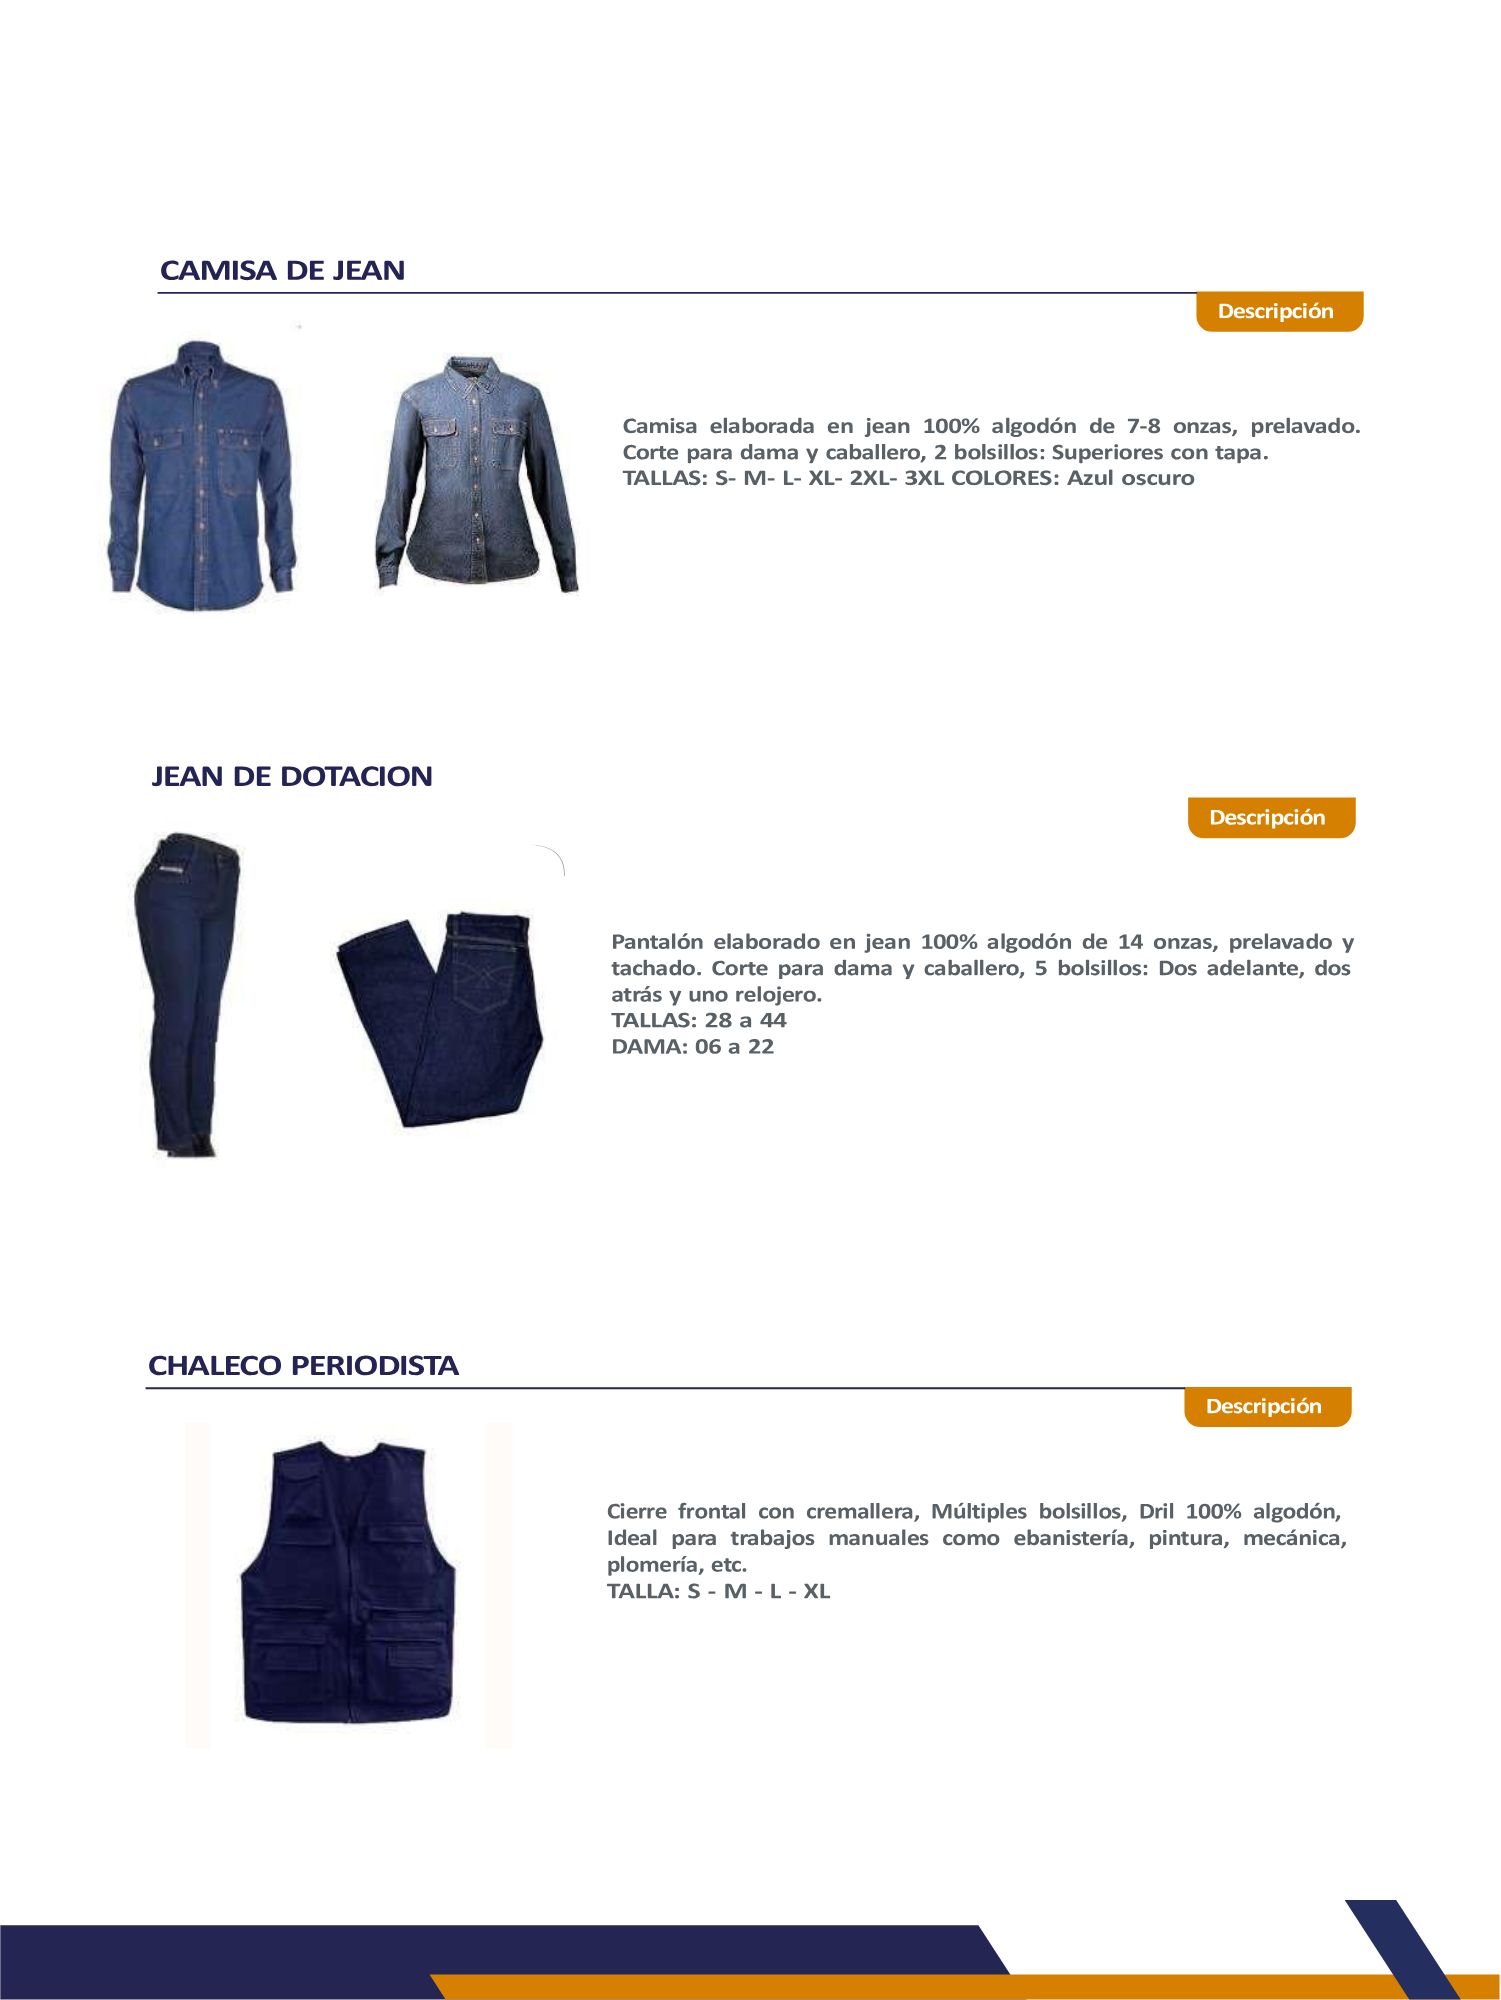 CAMISA DE JEAN
Descripción
Camisa elaborada en jean 100% algodón de 7-8 onzas, prelavado.
Corte para dama y caballero, 2 bolsillos: Superiores con tapa.
TALLAS: S- M- L- XL- 2XL- 3XL COLORES: Azul oscuro
JEAN DE DOTACION
Descripción
Pantalón elaborado en jean 100% algodón de 14 onzas, prelavado y
tachado. Corte para dama y caballero, 5 bolsillos: Dos adelante, dos
atrás y uno relojero.
TALLAS: 28 a 44
DAMA: 06 a 22
CHALECO PERIODISTA
Descripción
Cierre frontal con cremallera, Múltiples bolsillos, Dril 100% algodón,
Ideal para trabajos manuales como ebanistería, pintura, mecánica,
plomería, etc.
TALLA: S - M - L - XL